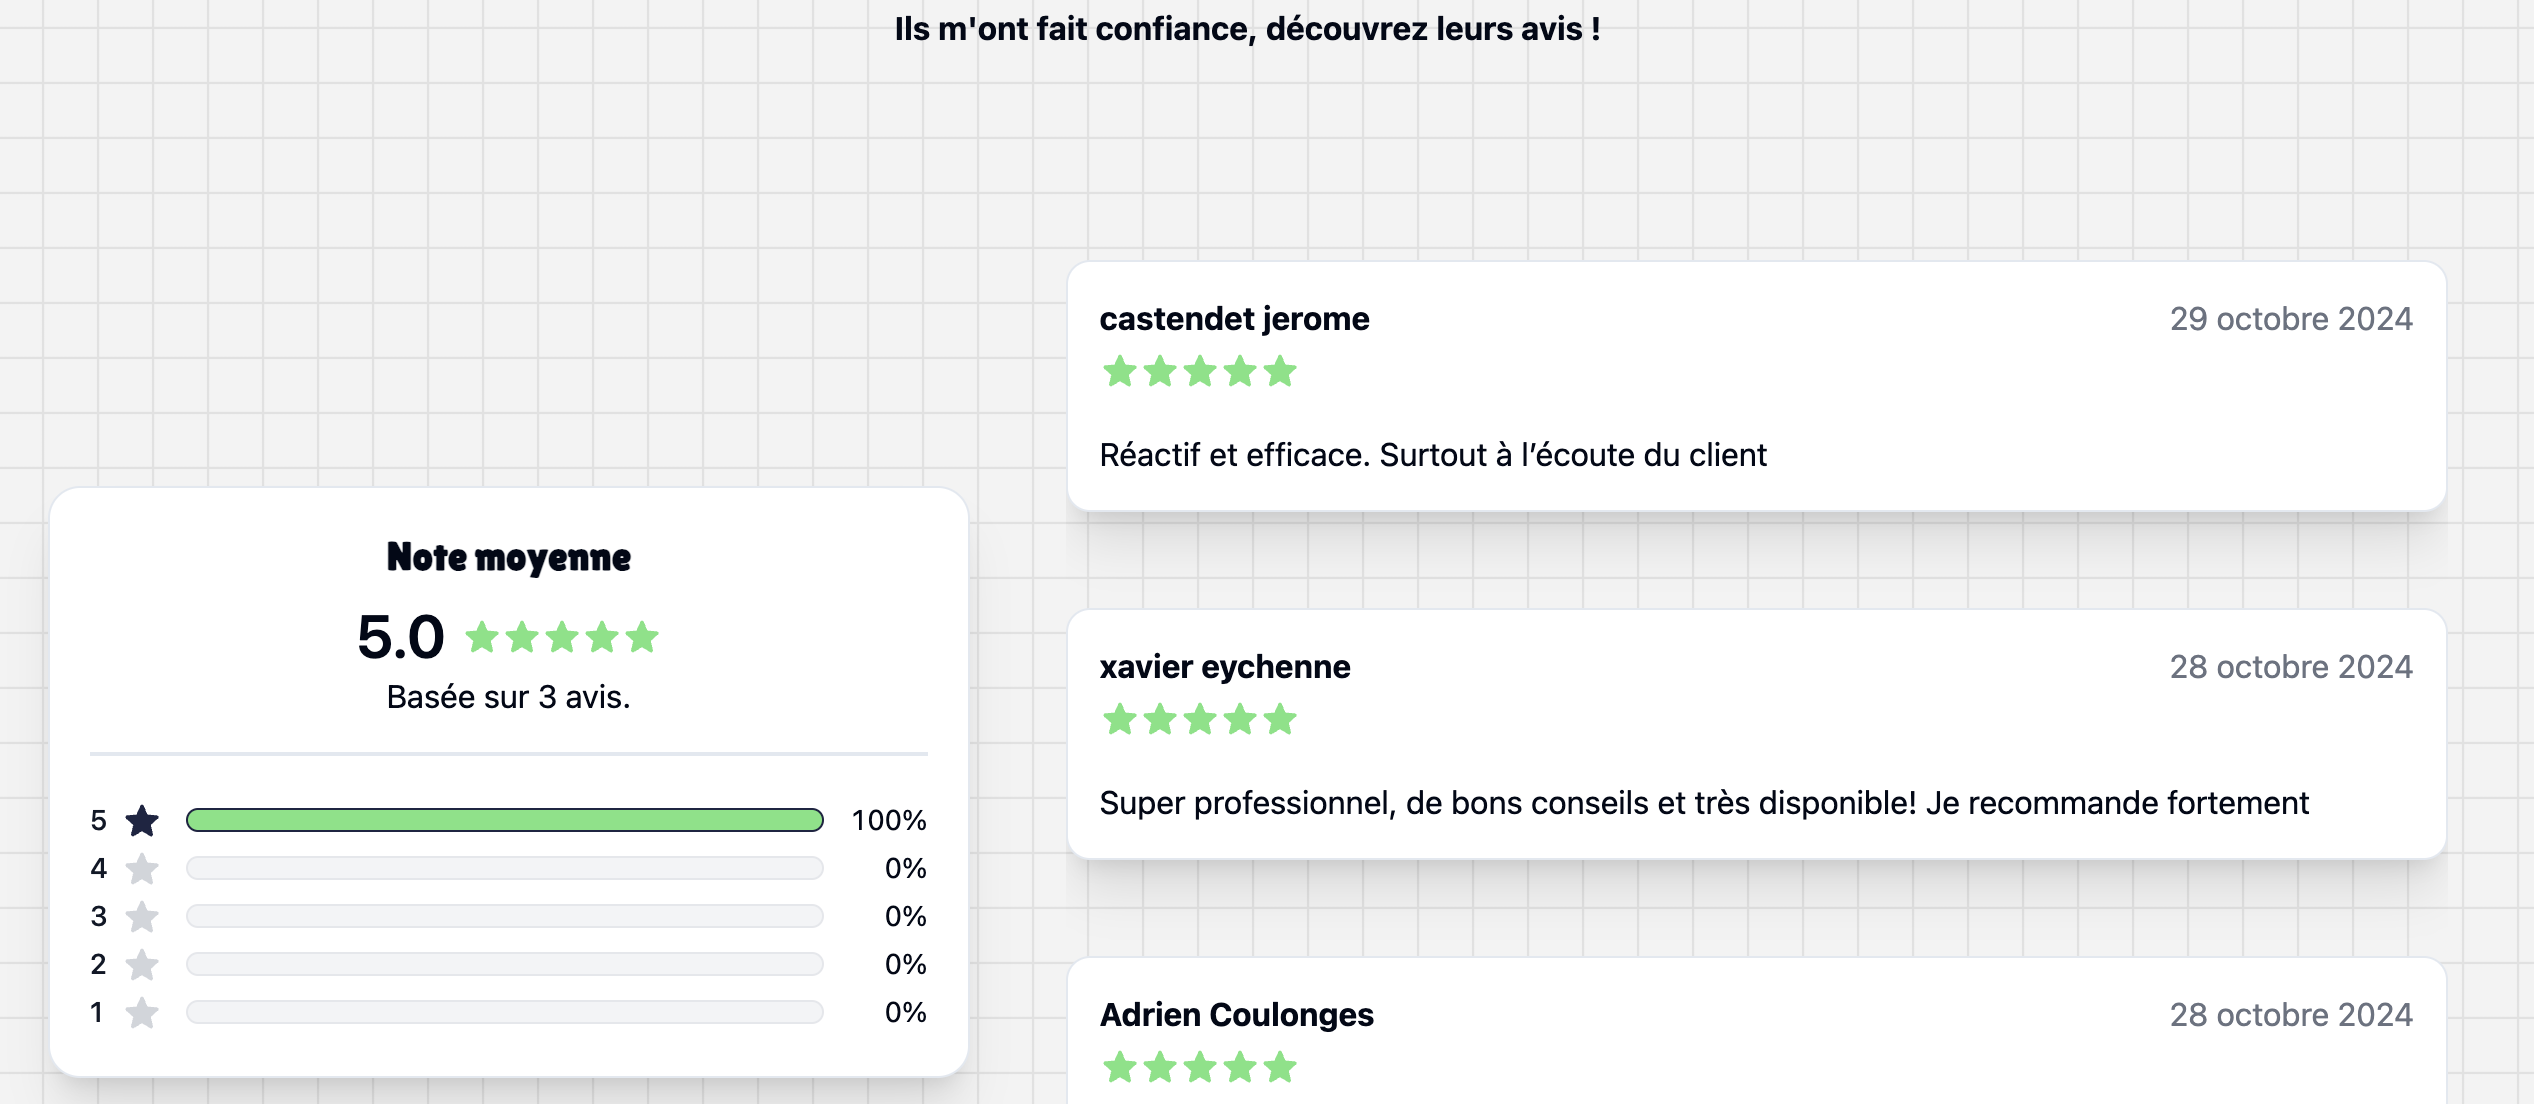 Ils m'ont fait confiance, découvrez leurs avis !
Note moyenne
5.0
Basée sur 3 avis.
5 100%
4 0%
3 0%
2 0%
1 0%
castendet jerome 29 octobre 2024
Réactif et efficace. Surtout à l’écoute du client
xavier eychenne 28 octobre 2024
Super professionnel, de bons conseils et très disponible! Je recommande fortement
Adrien Coulonges 28 octobre 2024